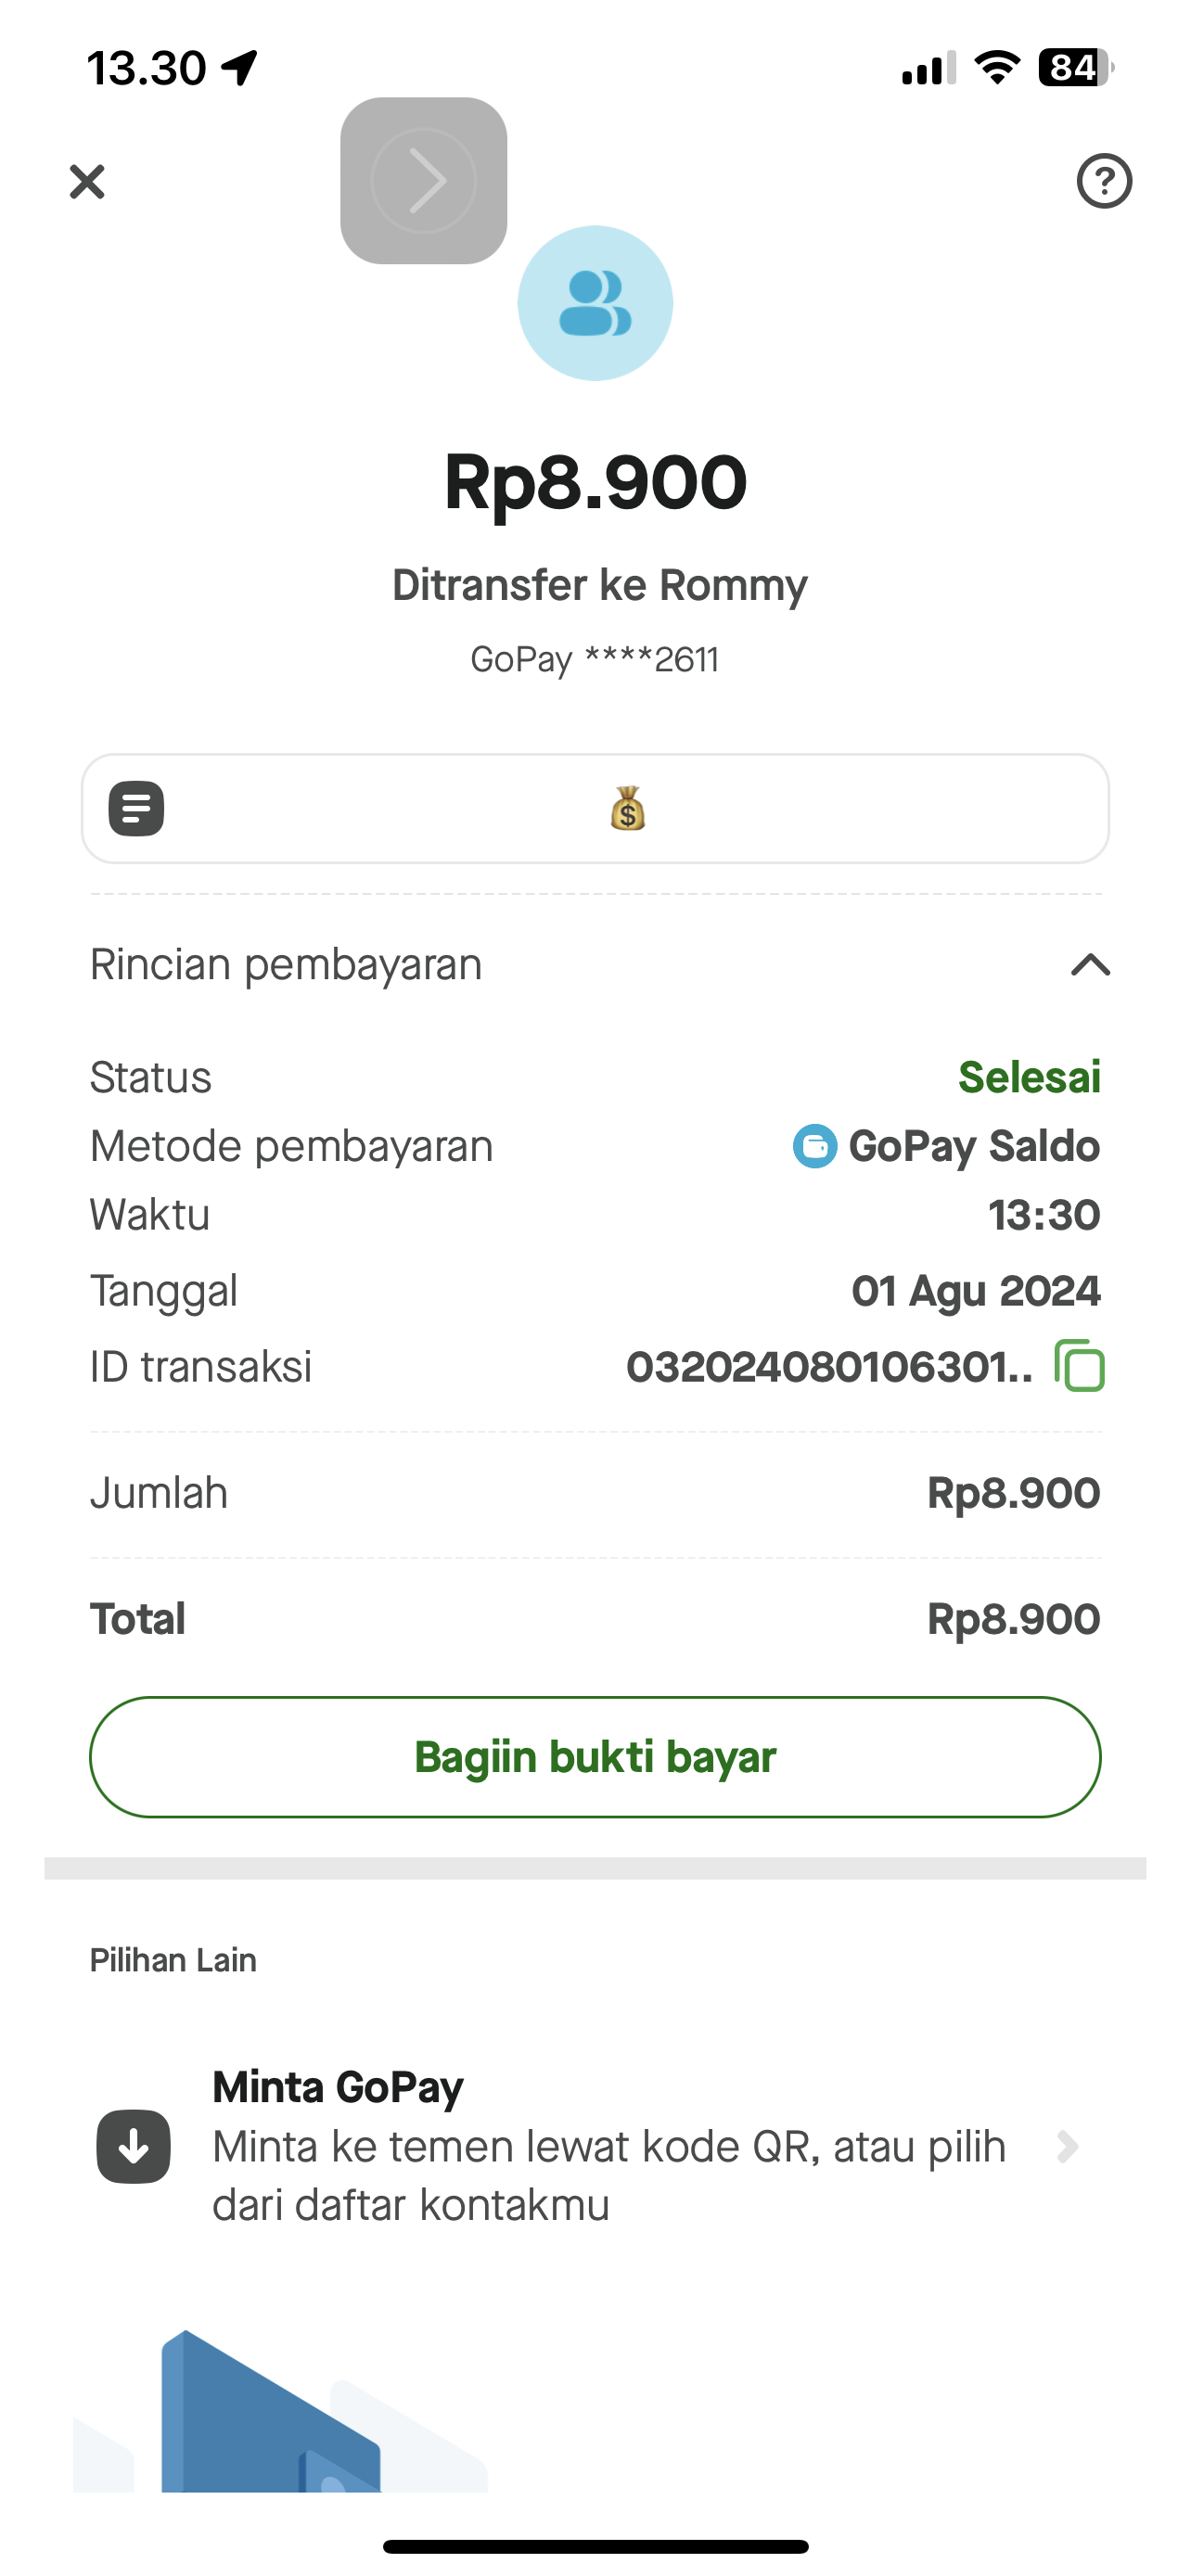 13.30
84
Rp8.900
Ditransfer ke Rommy
GoPay ****2611
Rincian pembayaran
Status Selesai
Metode pembayaran GoPay Saldo
Waktu 13:30
Tanggal 01 Agu 2024
ID transaksi 032024080106301..
Jumlah Rp8.900
Total Rp8.900
Bagiin bukti bayar
Pilihan Lain
Minta GoPay
Minta ke temen lewat kode QR, atau pilih
dari daftar kontakmu